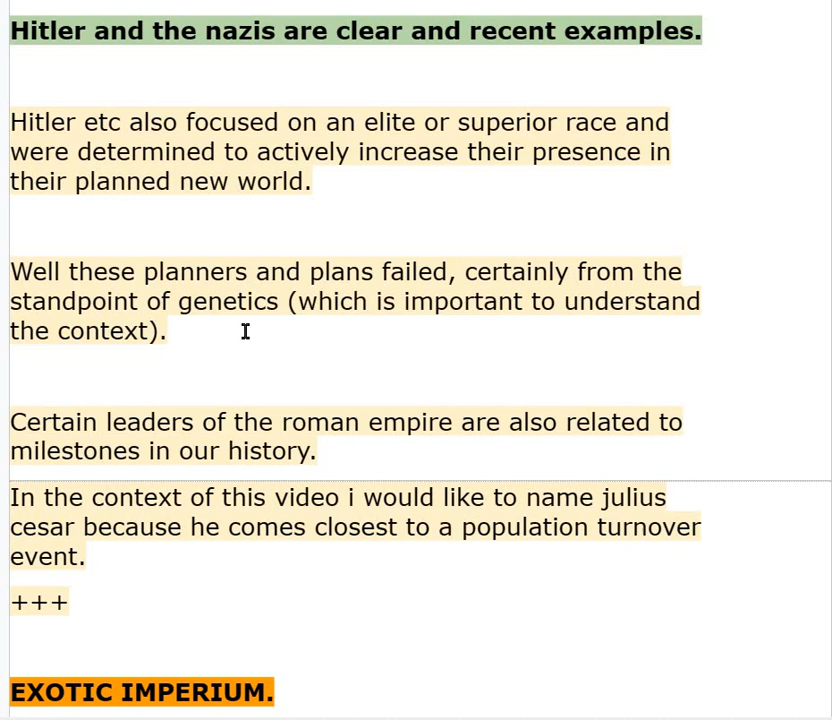 Hitler and the nazis are clear and recent examples.
Hitler etc also focused on an elite or superior race and
were determined to actively increase their presence in
their planned new world.
Well these planners and plans failed, certainly from the
standpoint of genetics (which is important to understand
the context).
Certain leaders of the roman empire are also related to
milestones in our history.
In the context of this video i would like to name julius
cesar because he comes closest to a population turnover
event.
+++
EXOTIC IMPERIUM.